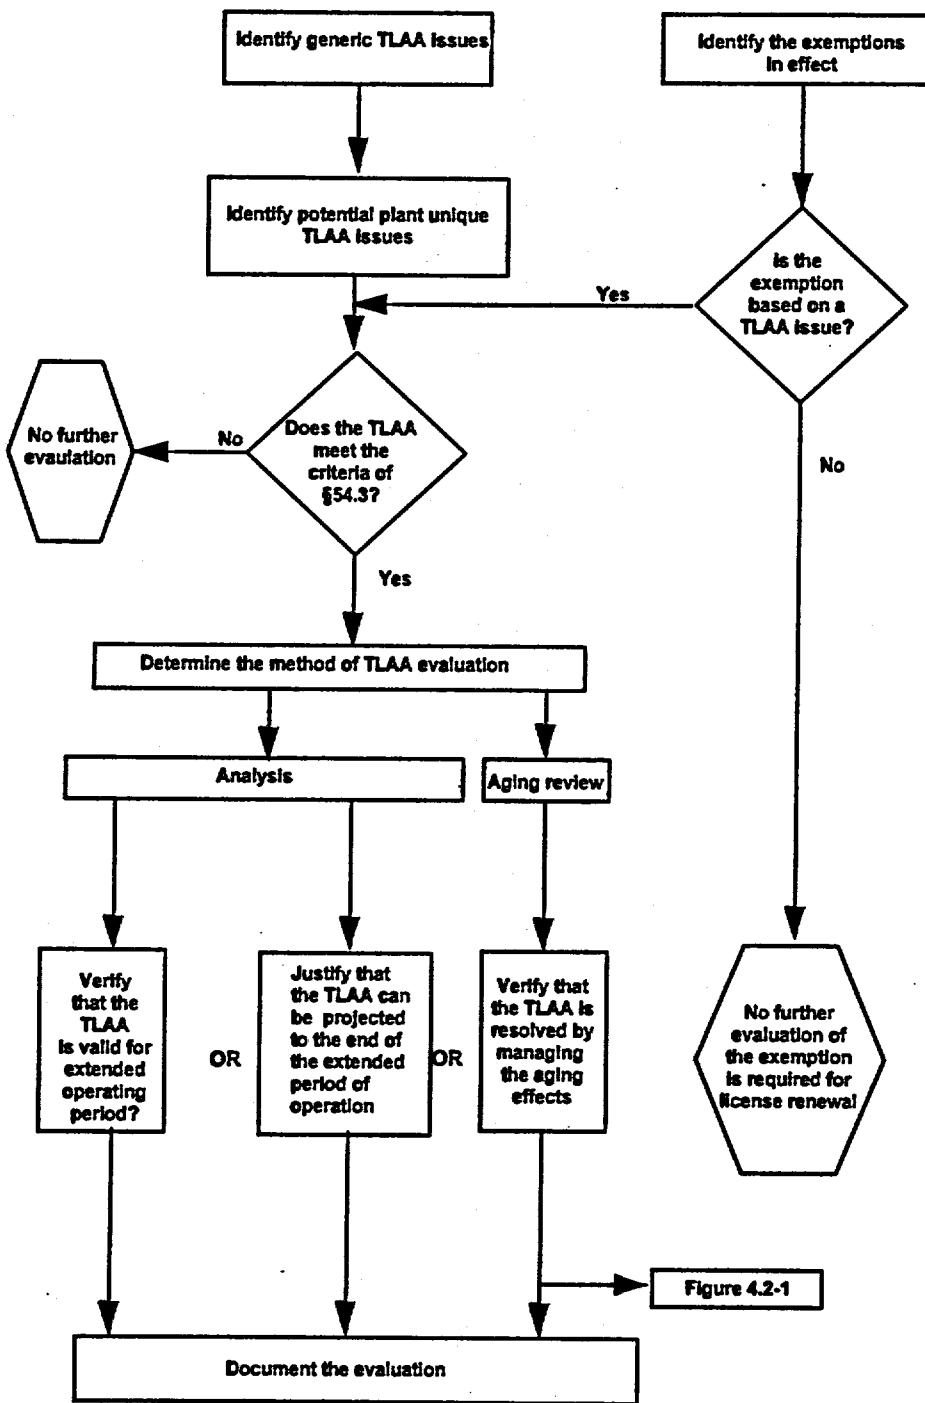 Identify generic TLAA issues
Identify the exemptions
in effect
Identify potential plant unique
TLAA issues
Is the
exemption
based on a
TLAA issue?
Yes
No further
evaulation
No
Does the TLAA
meet the
criteria of
§54.3?
No
Yes
Determine the method of TLAA evaluation
Analysis
Aging review
Verify
that the
TLAA
is valid for
extended
operating
period?
OR
Justify that
the TLAA can
be projected
to the end of
the extended
period of
operation
OR
Verify that
the TLAA is
resolved by
managing
the aging
effects
No further
evaluation of
the exemption
is required for
license renewal
Figure 4.2-1
Document the evaluation